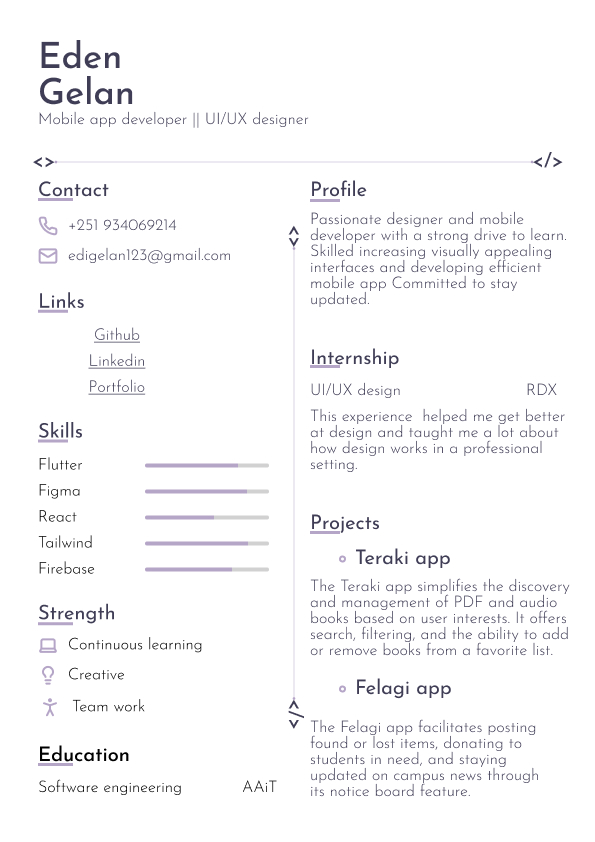 Eden
Gelan
Mobile app developer || UI/UX designer
<>
</>
Contact
+251 934069214
edigelan123@gmail.com
Links
Github
Linkedin
Portfolio
Skills
Flutter
Figma
React
Tailwind
Firebase
Strength
Continuous learning
Creative
Team work
Education
Software engineering AAiT
Profile
Passionate designer and mobile
developer with a strong drive to learn.
Skilled increasing visually appealing
interfaces and developing efficient
mobile app Committed to stay
updated.
Internship
UI/UX design RDX
This experience helped me get better
at design and taught me a lot about
how design works in a professional
setting.
Projects
Teraki app
The Teraki app simplifies the discovery
and management of PDF and audio
books based on user interests. It offers
search, filtering, and the ability to add
or remove books from a favorite list.
Felagi app
The Felagi app facilitates posting
found or lost items, donating to
students in need, and staying
updated on campus news through
its notice board feature.